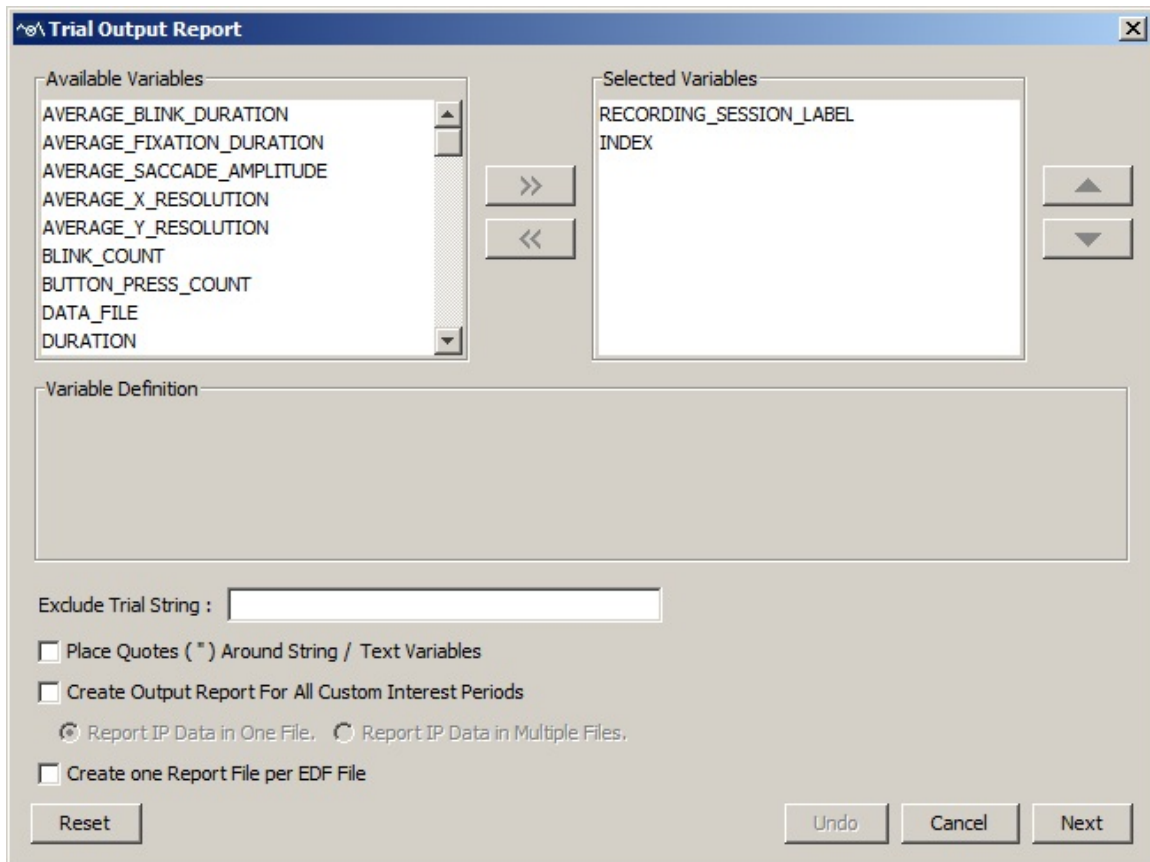 Trial Output Report
Available Variables
AVERAGE_BLINK_DURATION
AVERAGE_FIXATION_DURATION
AVERAGE_SACCADE_AMPLITUDE
AVERAGE_X_RESOLUTION
AVERAGE_Y_RESOLUTION
BLINK_COUNT
BUTTON_PRESS_COUNT
DATA_FILE
DURATION
>>
<<
Selected Variables
RECORDING_SESSION_LABEL
INDEX
Variable Definition
Exclude Trial String :
Place Quotes ( " ) Around String / Text Variables
Create Output Report For All Custom Interest Periods
Report IP Data in One File. Report IP Data in Multiple Files.
Create one Report File per EDF File
Reset Undo Cancel Next